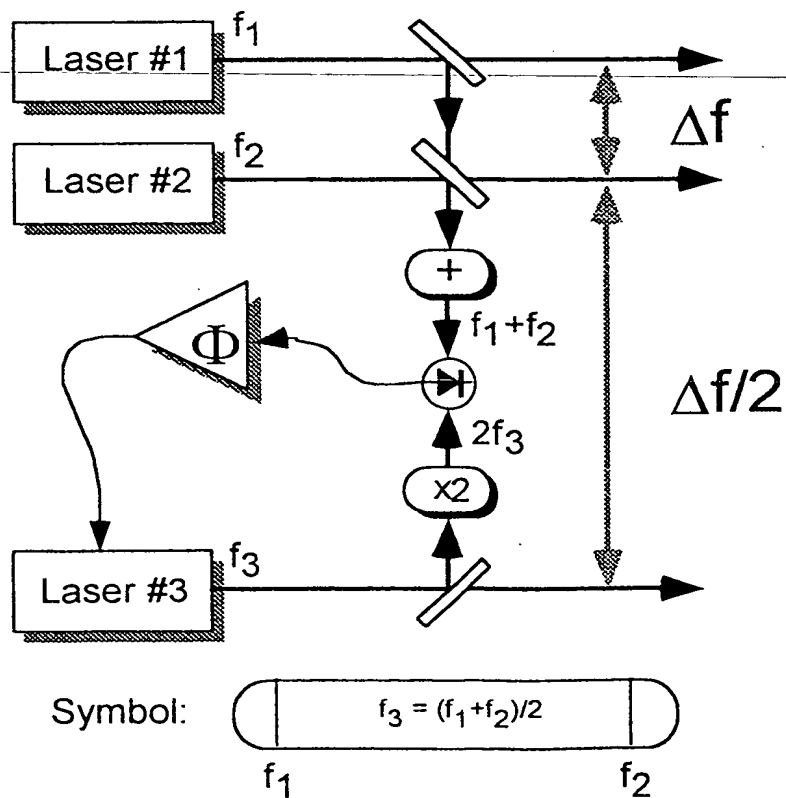 f₁
Laser #1
Δf
f₂
Laser #2
+
f₁+f₂
Φ
Δf/2
2f₃
x2
f₃
Laser #3
Symbol:
f₃ = (f₁+f₂)/2
f₁
f₂